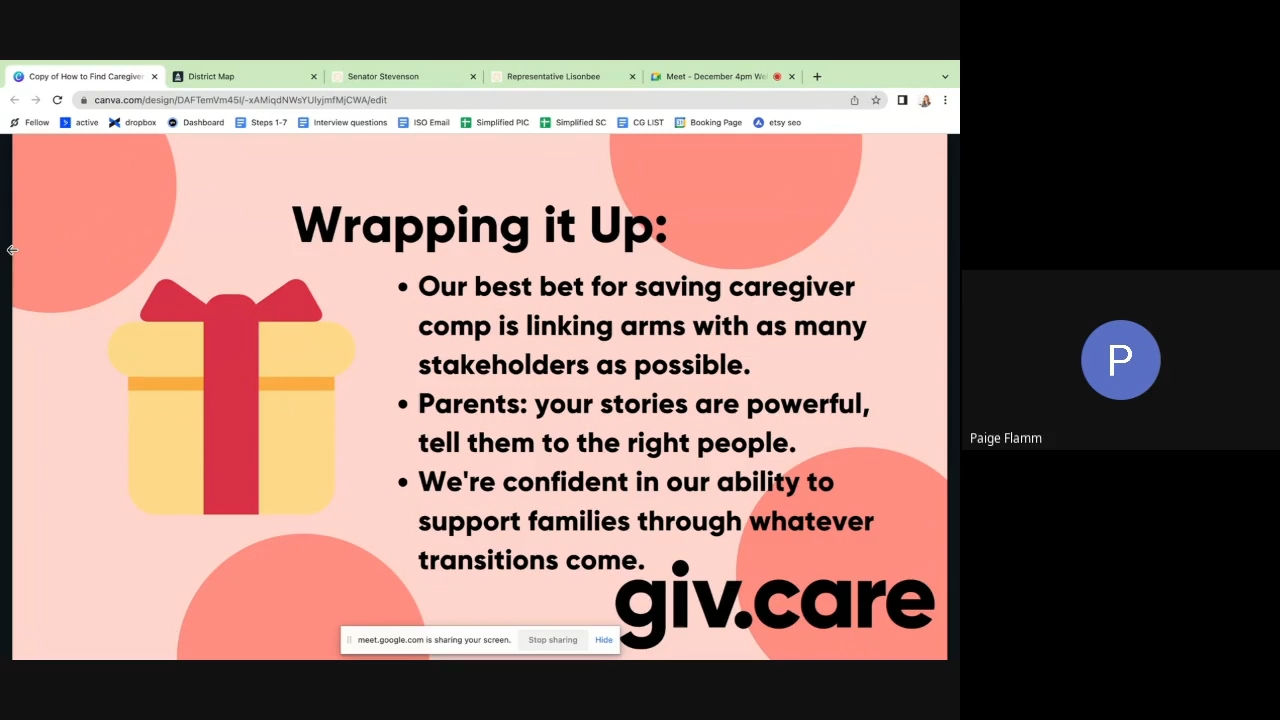 Copy of How to Find Caregiver
District Map
Senator Stevenson
Representative Lisonbee
Meet - December 4pm We
canva.com/design/DAFTemVm45I/-xAMiqdNWsYUIyjmfMjCWA/edit
Fellow
active
dropbox
Dashboard
Steps 1-7
Interview questions
ISO Email
Simplified PIC
Simplified SC
CG LIST
Booking Page
etsy seo
Wrapping it Up:
• Our best bet for saving caregiver
comp is linking arms with as many
stakeholders as possible.
• Parents: your stories are powerful,
tell them to the right people.
• We're confident in our ability to
support families through whatever
transitions come.
giv.care
meet.google.com is sharing your screen.
Stop sharing
Hide
P
Paige Flamm